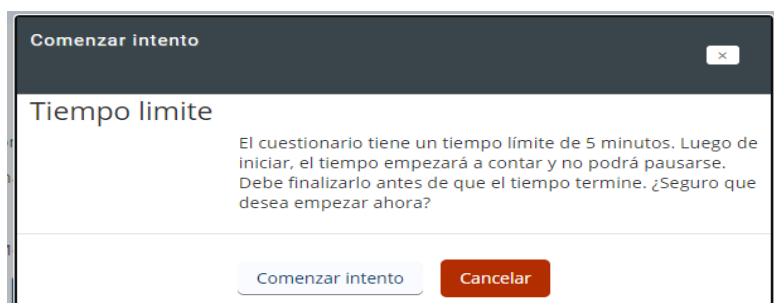 Comenzar intento
Tiempo limite
El cuestionario tiene un tiempo límite de 5 minutos. Luego de
iniciar, el tiempo empezará a contar y no podrá pausarse.
Debe finalizarlo antes de que el tiempo termine. ¿Seguro que
desea empezar ahora?
Comenzar intento Cancelar